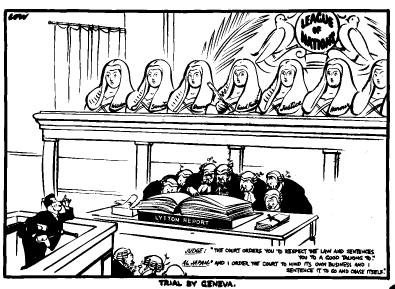 LOW
LEAGUE
OF
NATIONS
Justice
LYTTON REPORT
JUDGE: "THE COURT ORDERS YOU TO RESPECT THE LAW AND SENTENCES
YOU TO A GOOD TALKING TO."
"AND I ORDER THE COURT TO MIND ITS OWN BUSINESS AND I
SENTENCE IT TO GO AND CHASE ITSELF."
TRIAL BY GENEVA.